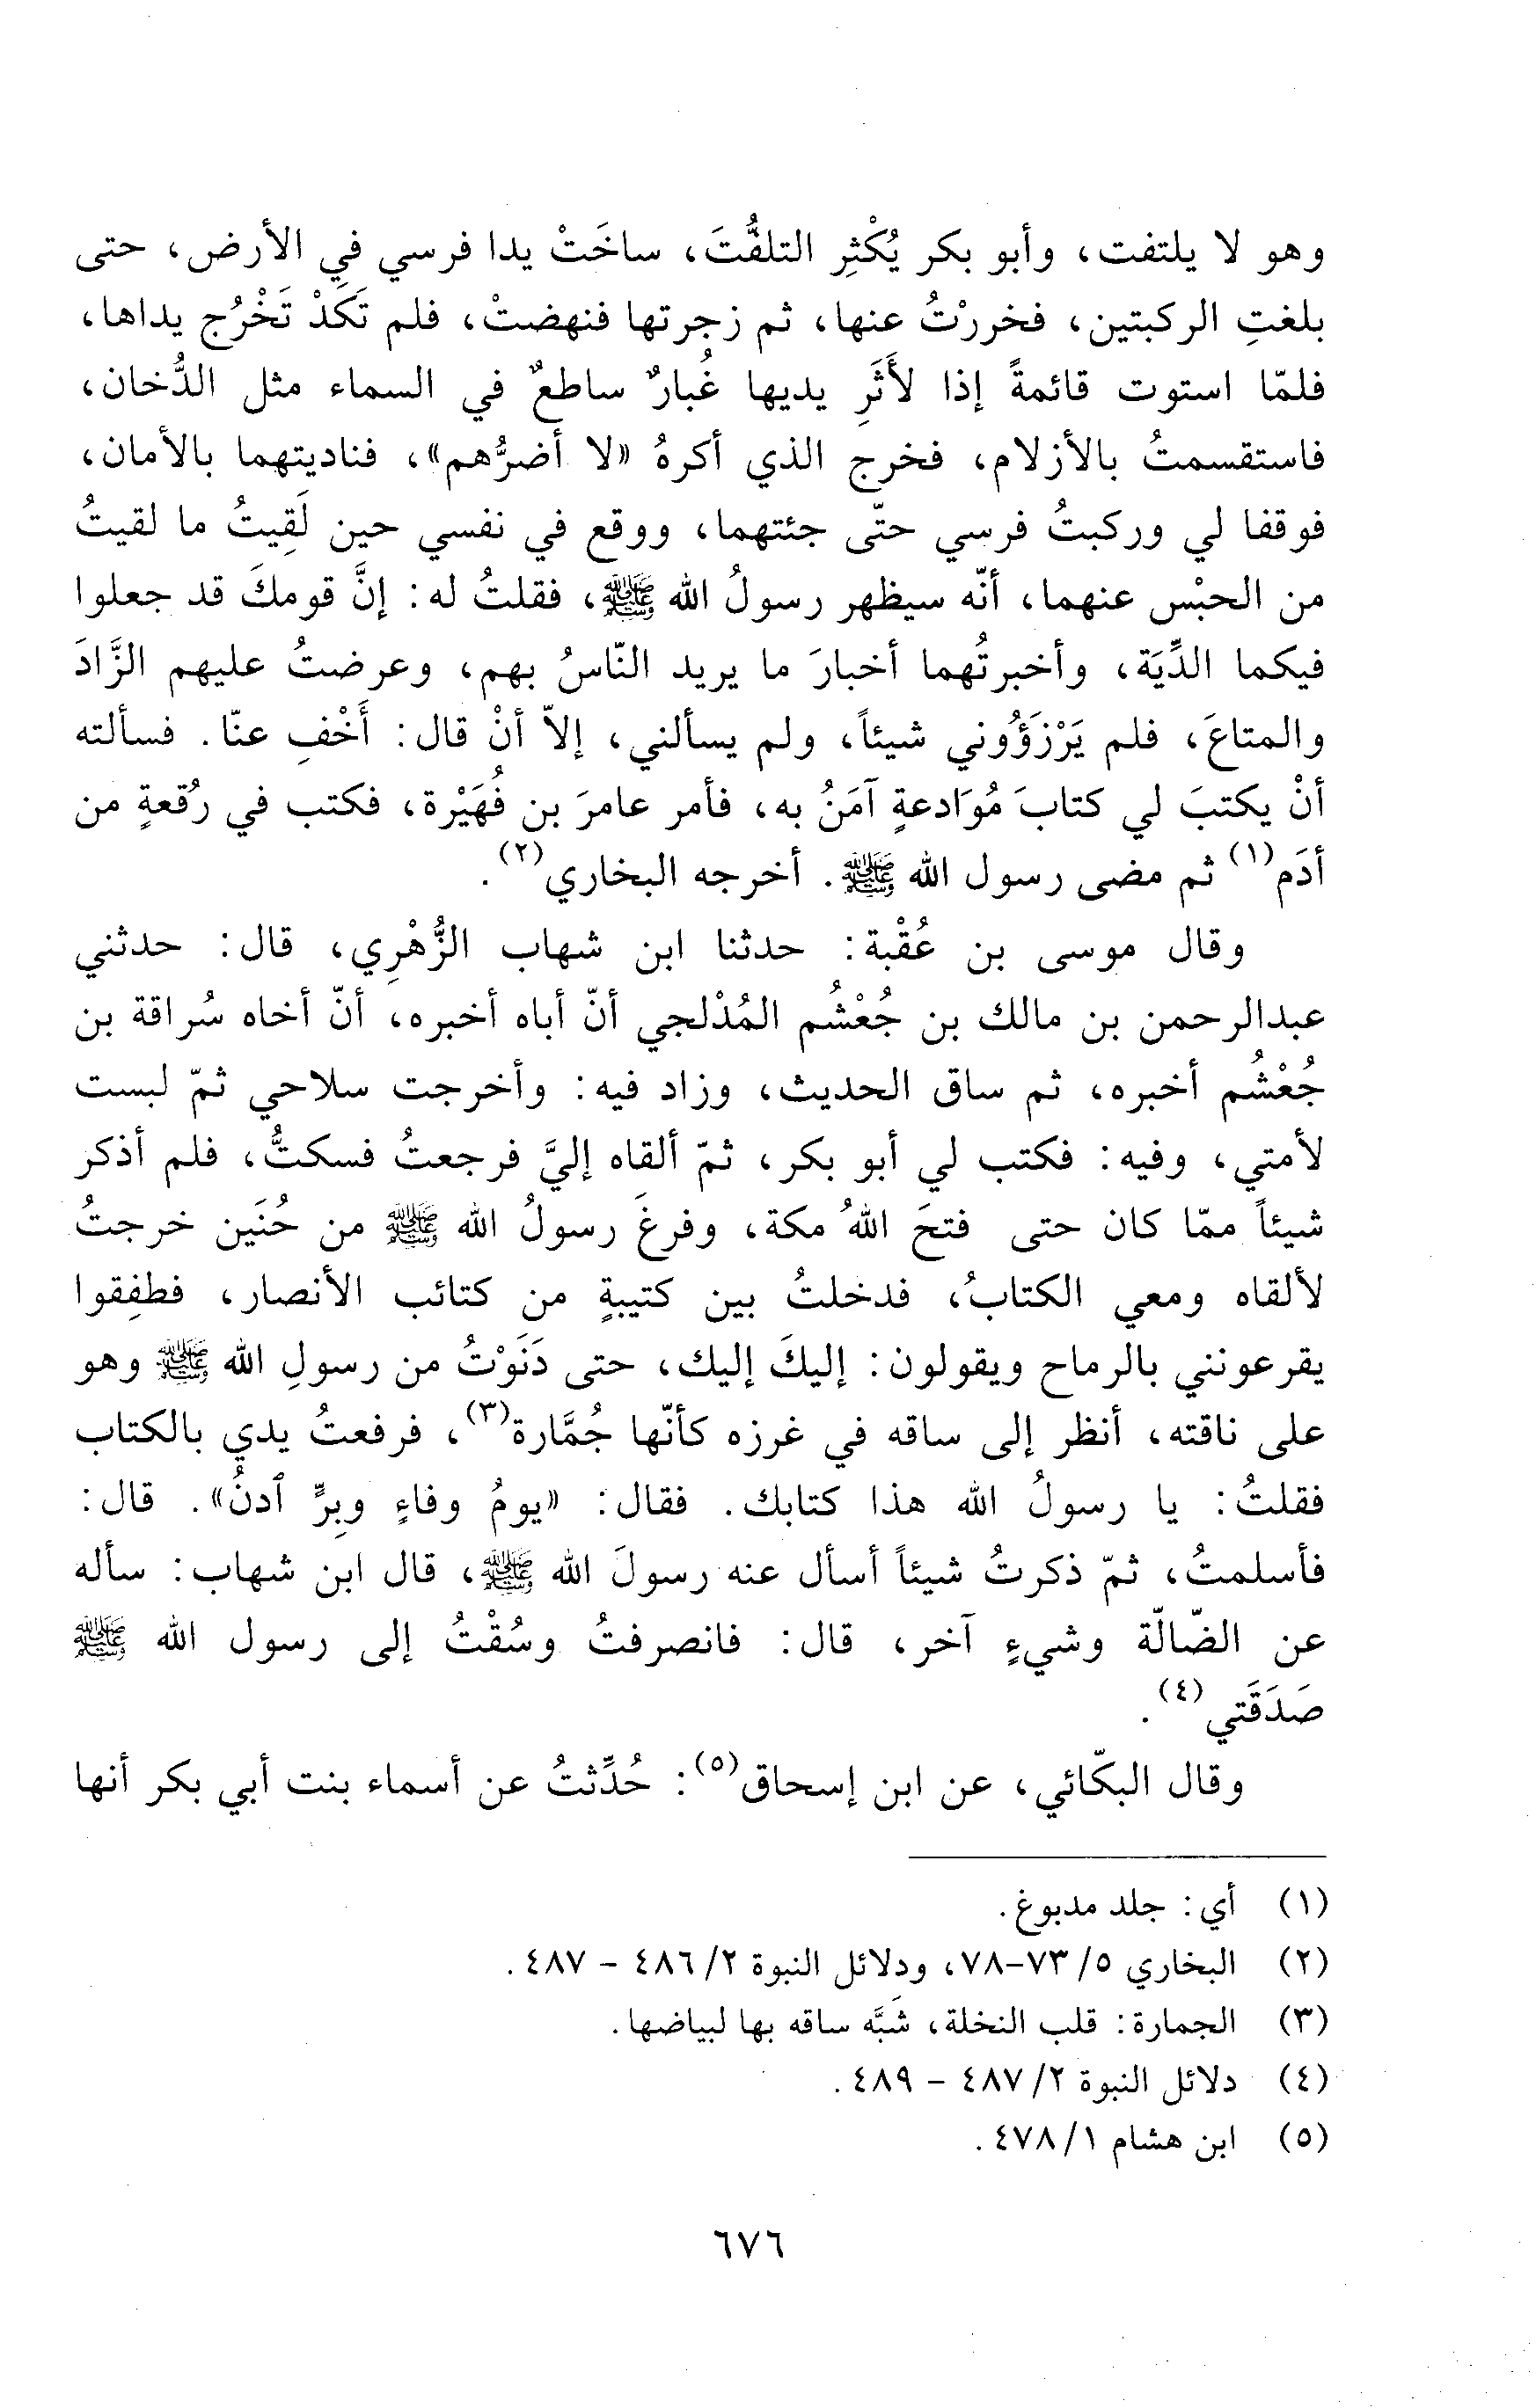 وهو لا يلتفت، وأبو بكر يُكْثِر التلفُّتَ، ساخَتْ يدا فرسي في الأرض، حتى
بلغتِ الركبتين، فخررْتُ عنها، ثم زجرتها فنهضتْ، فلم تَكَدْ تَخْرُج يداها،
فلمّا استوت قائمةً إذا لأَثَرِ يديها غُبارٌ ساطعٌ في السماء مثل الدُّخان،
فاستقسمتُ بالأزلام، فخرج الذي أكرهُ «لا أضرُّهم»، فناديتهما بالأمان،
فوقفا لي وركبتُ فرسي حتّى جئتهما، ووقع في نفسي حين لَقِيتُ ما لقيتُ
من الحبْس عنهما، أنّه سيظهر رسولُ الله ﷺ، فقلتُ له: إنَّ قومكَ قد جعلوا
فيكما الدِّيَة، وأخبرتُهما أخبارَ ما يريد النّاسُ بهم، وعرضتُ عليهم الزَّادَ
والمتاعَ، فلم يَرْزَؤُوني شيئاً، ولم يسألني، إلاّ أنْ قال: أَخْفِ عنّا. فسألته
أنْ يكتبَ لي كتابَ مُوَادعةٍ آمَنُ به، فأمر عامرَ بن فُهَيْرة، فكتب في رُقعةٍ من
أدَم(١) ثم مضى رسول الله ﷺ. أخرجه البخاري(٢).
وقال موسى بن عُقْبة: حدثنا ابن شهاب الزُّهْرِي، قال: حدثني
عبدالرحمن بن مالك بن جُعْشُم المُدْلجي أنّ أباه أخبره، أنّ أخاه سُراقة بن
جُعْشُم أخبره، ثم ساق الحديث، وزاد فيه: وأخرجت سلاحي ثمّ لبست
لأمتي، وفيه: فكتب لي أبو بكر، ثمّ ألقاه إليَّ فرجعتُ فسكتُّ، فلم أذكر
شيئاً ممّا كان حتى فتحَ اللهُ مكة، وفرغَ رسولُ الله ﷺ من حُنَين خرجتُ
لألقاه ومعي الكتابُ، فدخلتُ بين كتيبةٍ من كتائب الأنصار، فطفِقوا
يقرعونني بالرماح ويقولون: إليكَ إليك، حتى دَنَوْتُ من رسولِ الله ﷺ وهو
على ناقته، أنظر إلى ساقه في غرزه كأنّها جُمَّارة(٣)، فرفعتُ يدي بالكتاب
فقلتُ: يا رسولُ الله هذا كتابك. فقال: «يومُ وفاءٍ وبِرٍّ ٱدنُ». قال:
فأسلمتُ، ثمّ ذكرتُ شيئاً أسأل عنه رسولَ الله ﷺ، قال ابن شهاب: سأله
عن الضّالّة وشيءٍ آخر، قال: فانصرفتُ وسُقْتُ إلى رسول الله ﷺ
صَدَقَتي(٤).
وقال البكّائي، عن ابن إسحاق(٥): حُدِّثتُ عن أسماء بنت أبي بكر أنها
(١) أي: جلد مدبوغ.
(٢) البخاري ٥/ ٧٣-٧٨، ودلائل النبوة ٢/ ٤٨٦ - ٤٨٧.
(٣) الجمارة: قلب النخلة، شَبَّه ساقه بها لبياضها.
(٤) دلائل النبوة ٢/ ٤٨٧ - ٤٨٩.
(٥) ابن هشام ١/ ٤٧٨.
٦٧٦